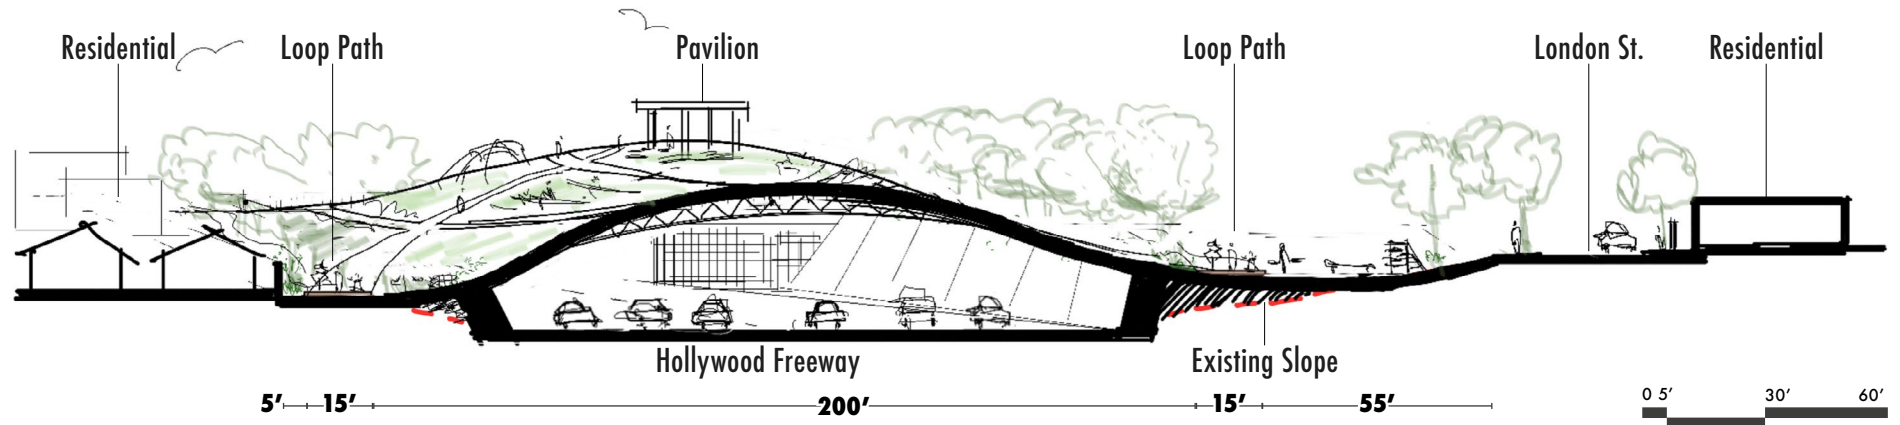 Residential
Loop Path
Pavilion
Loop Path
London St.
Residential
Hollywood Freeway
Existing Slope
5′
15′
200′
15′
55′
0 5′ 30′ 60′